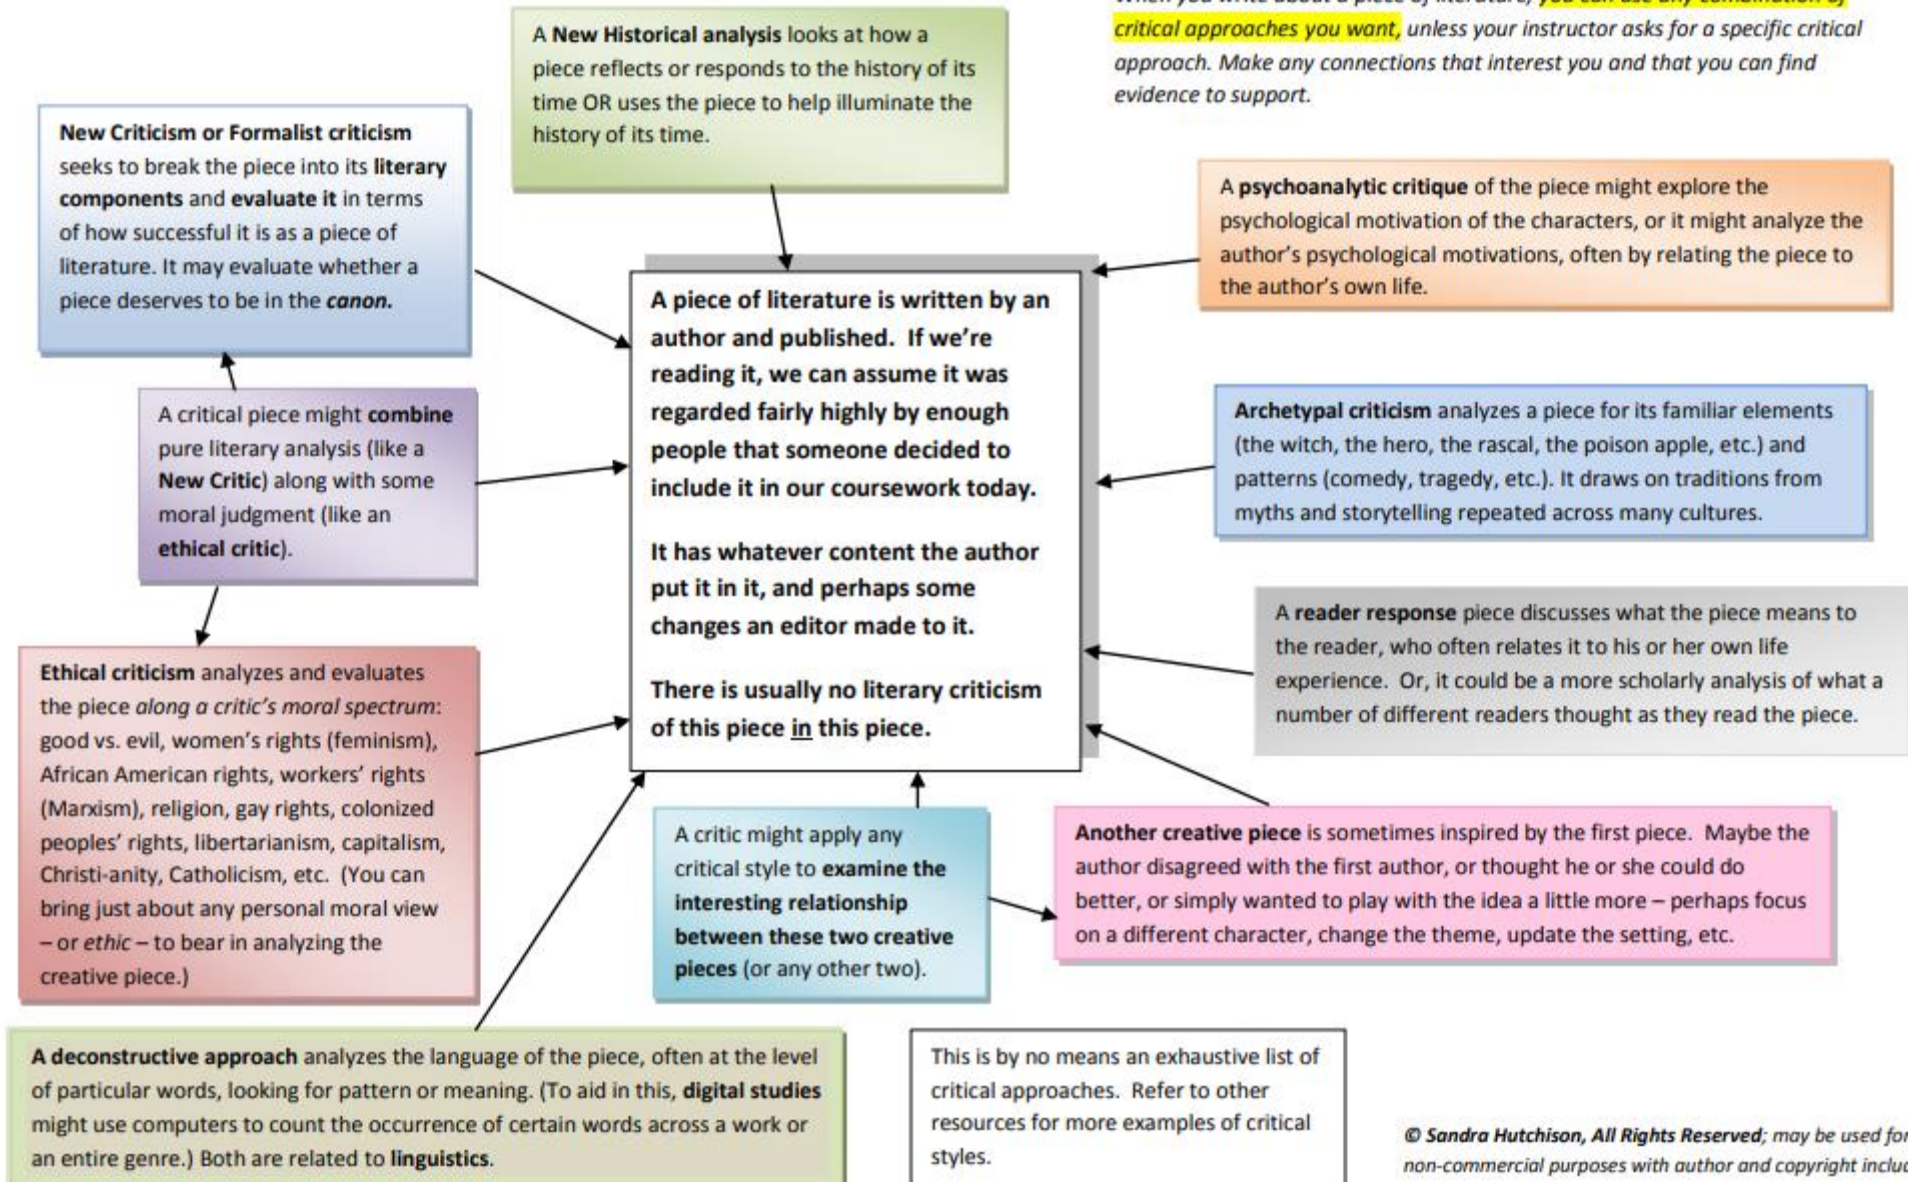 When you write about a piece of literature, you can use any combination of
critical approaches you want, unless your instructor asks for a specific critical
approach. Make any connections that interest you and that you can find
evidence to support.
A New Historical analysis looks at how a
piece reflects or responds to the history of its
time OR uses the piece to help illuminate the
history of its time.
New Criticism or Formalist criticism
seeks to break the piece into its literary
components and evaluate it in terms
of how successful it is as a piece of
literature. It may evaluate whether a
piece deserves to be in the canon.
A psychoanalytic critique of the piece might explore the
psychological motivation of the characters, or it might analyze the
author's psychological motivations, often by relating the piece to
the author's own life.
A piece of literature is written by an
author and published. If we're
reading it, we can assume it was
regarded fairly highly by enough
people that someone decided to
include it in our coursework today.
It has whatever content the author
put it in it, and perhaps some
changes an editor made to it.
There is usually no literary criticism
of this piece in this piece.
A critical piece might combine
pure literary analysis (like a
New Critic) along with some
moral judgment (like an
ethical critic).
Archetypal criticism analyzes a piece for its familiar elements
(the witch, the hero, the rascal, the poison apple, etc.) and
patterns (comedy, tragedy, etc.). It draws on traditions from
myths and storytelling repeated across many cultures.
A reader response piece discusses what the piece means to
the reader, who often relates it to his or her own life
experience. Or, it could be a more scholarly analysis of what a
number of different readers thought as they read the piece.
Ethical criticism analyzes and evaluates
the piece along a critic's moral spectrum:
good vs. evil, women's rights (feminism),
African American rights, workers' rights
(Marxism), religion, gay rights, colonized
peoples' rights, libertarianism, capitalism,
Christi-anity, Catholicism, etc. (You can
bring just about any personal moral view
– or ethic – to bear in analyzing the
creative piece.)
A critic might apply any
critical style to examine the
interesting relationship
between these two creative
pieces (or any other two).
Another creative piece is sometimes inspired by the first piece. Maybe the
author disagreed with the first author, or thought he or she could do
better, or simply wanted to play with the idea a little more – perhaps focus
on a different character, change the theme, update the setting, etc.
A deconstructive approach analyzes the language of the piece, often at the level
of particular words, looking for pattern or meaning. (To aid in this, digital studies
might use computers to count the occurrence of certain words across a work or
an entire genre.) Both are related to linguistics.
This is by no means an exhaustive list of
critical approaches. Refer to other
resources for more examples of critical
styles.
© Sandra Hutchison, All Rights Reserved; may be used for
non-commercial purposes with author and copyright includ